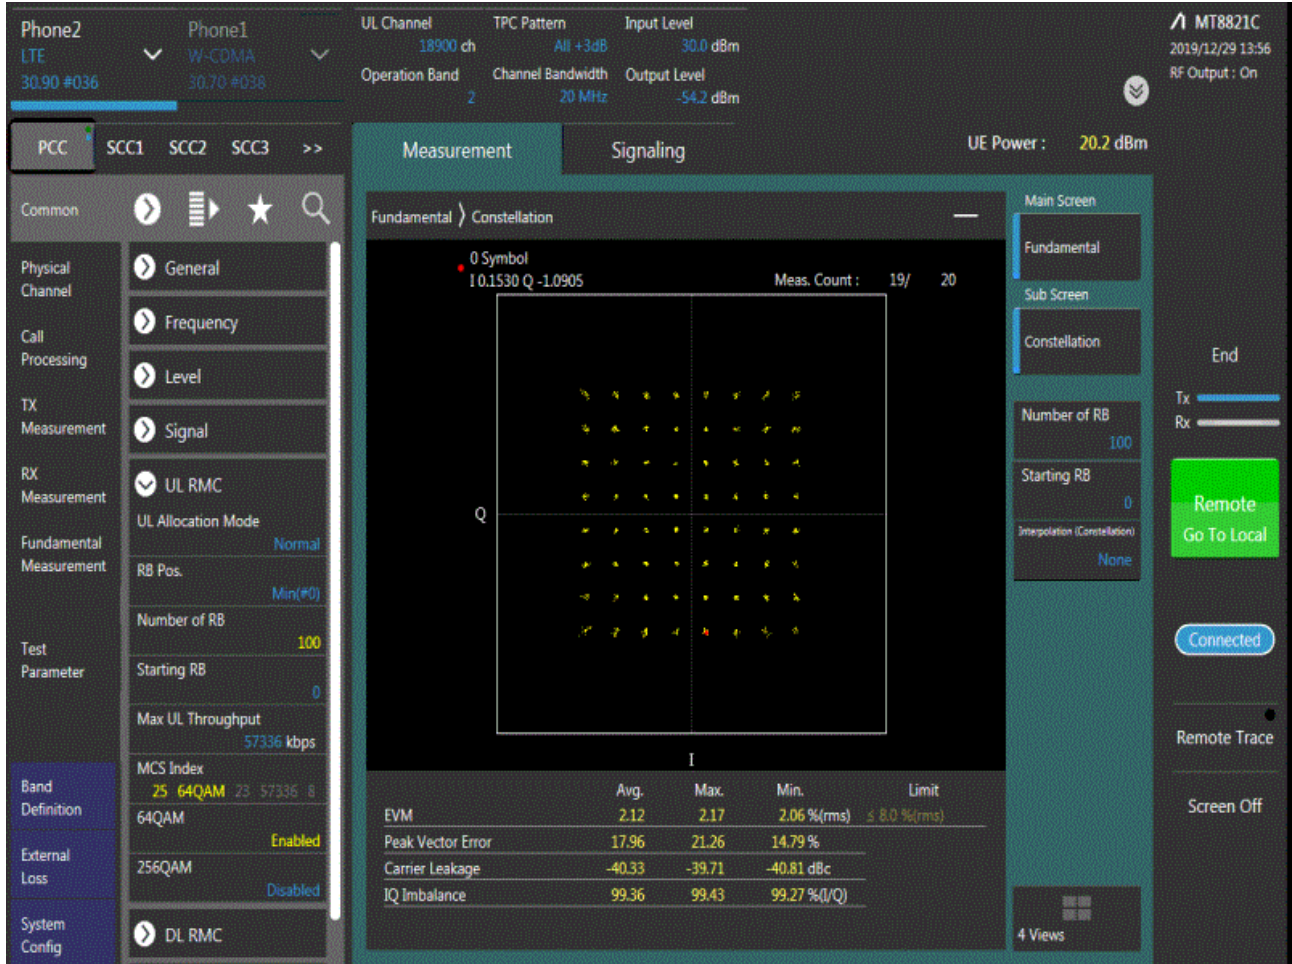 Phone2
LTE
30.90 #036
Phone1
W-CDMA
30.70 #038
UL Channel
18900 ch
TPC Pattern
All +3dB
Input Level
30.0 dBm
Operation Band
2
Channel Bandwidth
20 MHz
Output Level
-54.2 dBm
MT8821C
2019/12/29 13:56
RF Output : On
PCC SCC1 SCC2 SCC3 >>
Measurement Signaling
UE Power : 20.2 dBm
Common
Physical
Channel
Call
Processing
TX
Measurement
RX
Measurement
Fundamental
Measurement
Test
Parameter
Band
Definition
External
Loss
System
Config
General
Frequency
Level
Signal
UL RMC
UL Allocation Mode
Normal
RB Pos.
Min(#0)
Number of RB
100
Starting RB
0
Max UL Throughput
57336 kbps
MCS Index
25 64QAM 23 57336 8
64QAM
Enabled
256QAM
Disabled
DL RMC
Fundamental 〉 Constellation
0 Symbol
I 0.1530 Q -1.0905
Meas. Count : 19/ 20
Q
I
Avg. Max. Min. Limit
EVM 2.12 2.17 2.06 %(rms) ≤ 8.0 %(rms)
Peak Vector Error 17.96 21.26 14.79 %
Carrier Leakage -40.33 -39.71 -40.81 dBc
IQ Imbalance 99.36 99.43 99.27 %(I/Q)
Main Screen
Fundamental
Sub Screen
Constellation
Number of RB
100
Starting RB
0
Interpolation (Constellation)
None
4 Views
End
Tx
Rx
Remote
Go To Local
Connected
Remote Trace
Screen Off